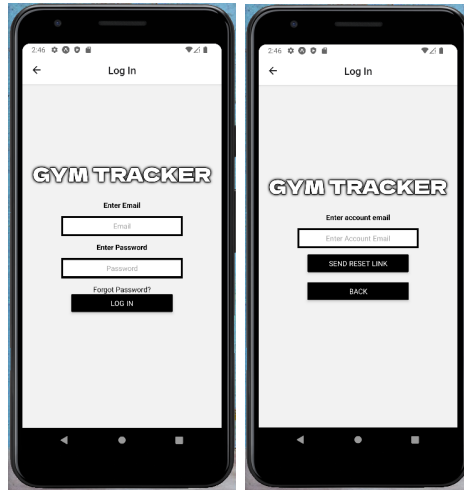 2:46
Log In
GYM TRACKER
Enter Email
Email
Enter Password
Password
Forgot Password?
LOG IN
2:46
Log In
GYM TRACKER
Enter account email
Enter Account Email
SEND RESET LINK
BACK